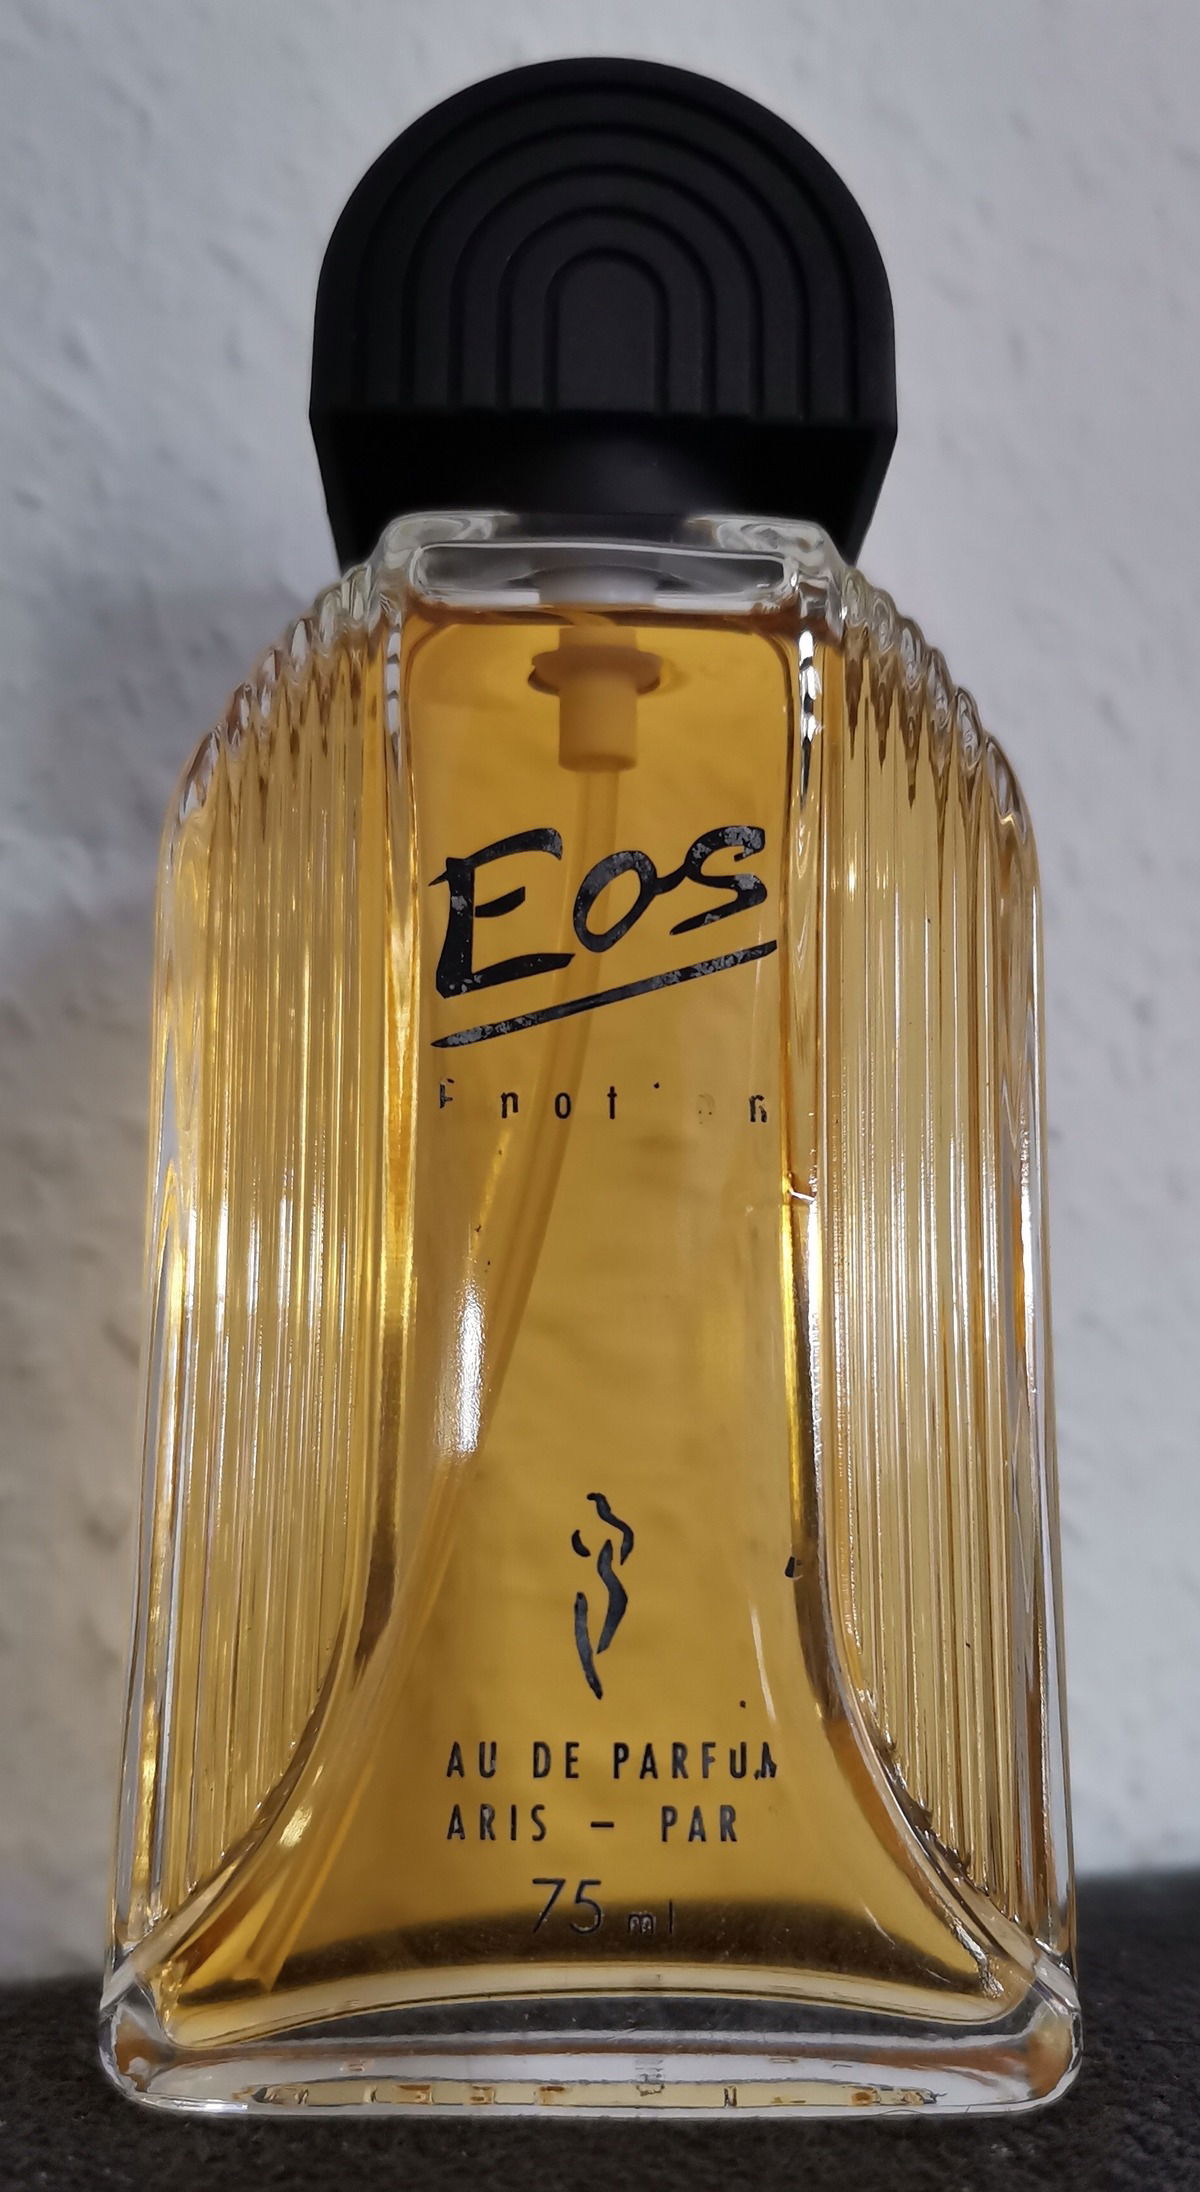 Eos
AU DE PARFUM
ARIS – PAR
75 ml